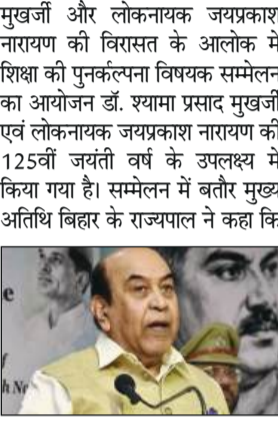 मुखर्जी और लोकनायक जयप्रकाश
नारायण की विरासत के आलोक मे
शिक्षा की पुनर्कल्पना विषयक सम्मेलन
का आयोजन डॉ. श्यामा प्रसाद मुखर्जी
एवं लोकनायक जयप्रकाश नारायण की
125वीं जयंती वर्ष के उपलक्ष्य मे
किया गया है। सम्मेलन में बतौर मुख्य
अतिथि बिहार के राज्यपाल ने कहा कि
e
f
h Ne